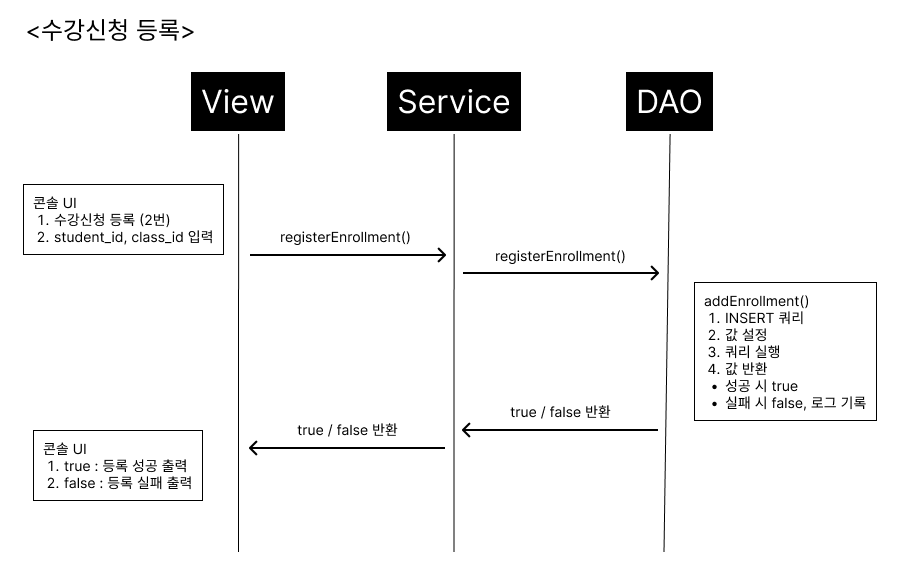 <수강신청 등록>
View
Service
DAO
콘솔 UI
1. 수강신청 등록 (2번)
2. student_id, class_id 입력
registerEnrollment()
registerEnrollment()
addEnrollment()
1. INSERT 쿼리
2. 값 설정
3. 쿼리 실행
4. 값 반환
• 성공 시 true
• 실패 시 false, 로그 기록
true / false 반환
true / false 반환
콘솔 UI
1. true : 등록 성공 출력
2. false : 등록 실패 출력